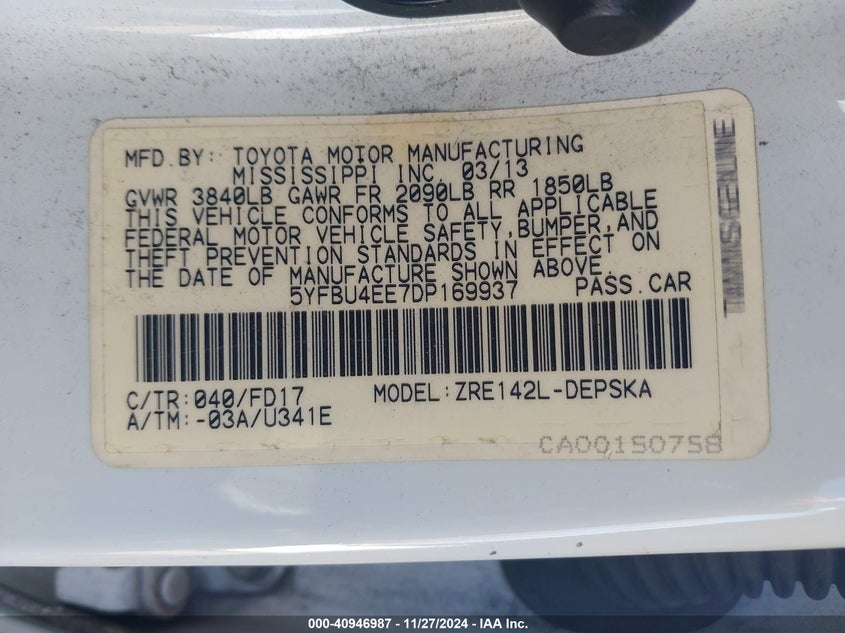 MFD.BY: TOYOTA MOTOR MANUFACTURING
MISSISSIPPI INC. 03/13
GVWR 3840LB GAWR FR 2090LB RR 1850LB
THIS VEHICLE CONFORMS TO ALL APPLICABLE
FEDERAL MOTOR VEHICLE SAFETY,BUMPER,AND
THEFT PREVENTION STANDARDS IN EFFECT ON
THE DATE OF MANUFACTURE SHOWN ABOVE.
5YFBU4EE7DP169937 PASS.CAR
C/TR:040/FD17 MODEL:ZRE142L-DEPSKA
A/TM:-03A/U341E
CA00150758
000-40946987 - 11/27/2024 - IAA Inc.